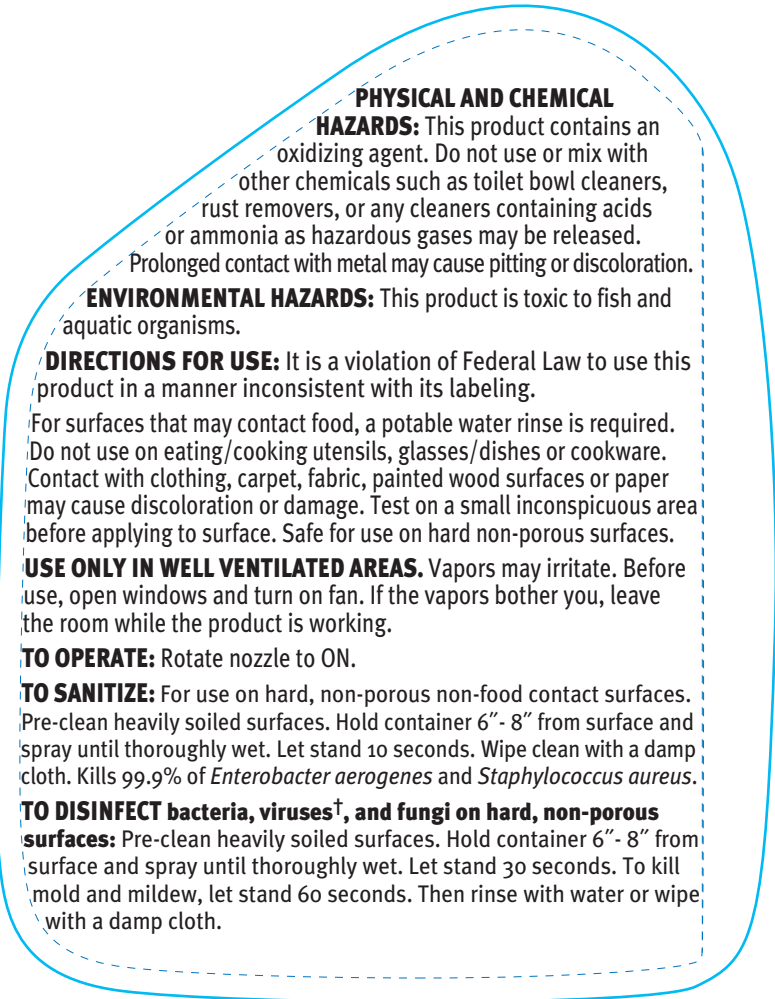 PHYSICAL AND CHEMICAL
HAZARDS: This product contains an
oxidizing agent. Do not use or mix with
other chemicals such as toilet bowl cleaners,
rust removers, or any cleaners containing acids
or ammonia as hazardous gases may be released.
Prolonged contact with metal may cause pitting or discoloration.
ENVIRONMENTAL HAZARDS: This product is toxic to fish and
aquatic organisms.
DIRECTIONS FOR USE: It is a violation of Federal Law to use this
product in a manner inconsistent with its labeling.
For surfaces that may contact food, a potable water rinse is required.
Do not use on eating/cooking utensils, glasses/dishes or cookware.
Contact with clothing, carpet, fabric, painted wood surfaces or paper
may cause discoloration or damage. Test on a small inconspicuous area
before applying to surface. Safe for use on hard non-porous surfaces.
USE ONLY IN WELL VENTILATED AREAS. Vapors may irritate. Before
use, open windows and turn on fan. If the vapors bother you, leave
the room while the product is working.
TO OPERATE: Rotate nozzle to ON.
TO SANITIZE: For use on hard, non-porous non-food contact surfaces.
Pre-clean heavily soiled surfaces. Hold container 6″- 8″ from surface and
spray until thoroughly wet. Let stand 10 seconds. Wipe clean with a damp
cloth. Kills 99.9% of Enterobacter aerogenes and Staphylococcus aureus.
TO DISINFECT bacteria, viruses†, and fungi on hard, non-porous
surfaces: Pre-clean heavily soiled surfaces. Hold container 6″- 8″ from
surface and spray until thoroughly wet. Let stand 30 seconds. To kill
mold and mildew, let stand 60 seconds. Then rinse with water or wipe
with a damp cloth.